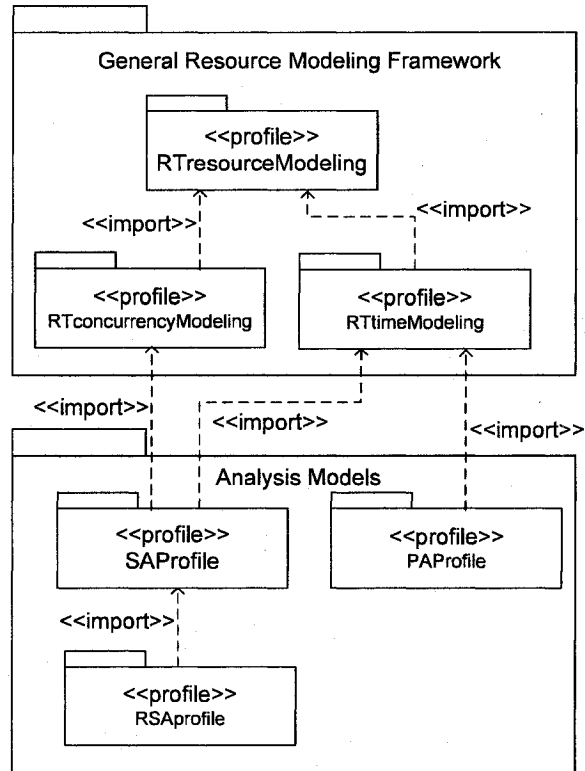 General Resource Modeling Framework
<<profile>>
RTresourceModeling
<<import>>
<<import>>
<<profile>>
RTconcurrencyModeling
<<profile>>
RTtimeModeling
<<import>>
<<import>>
<<import>>
Analysis Models
<<profile>>
SAProfile
<<profile>>
PAProfile
<<import>>
<<profile>>
RSAprofile